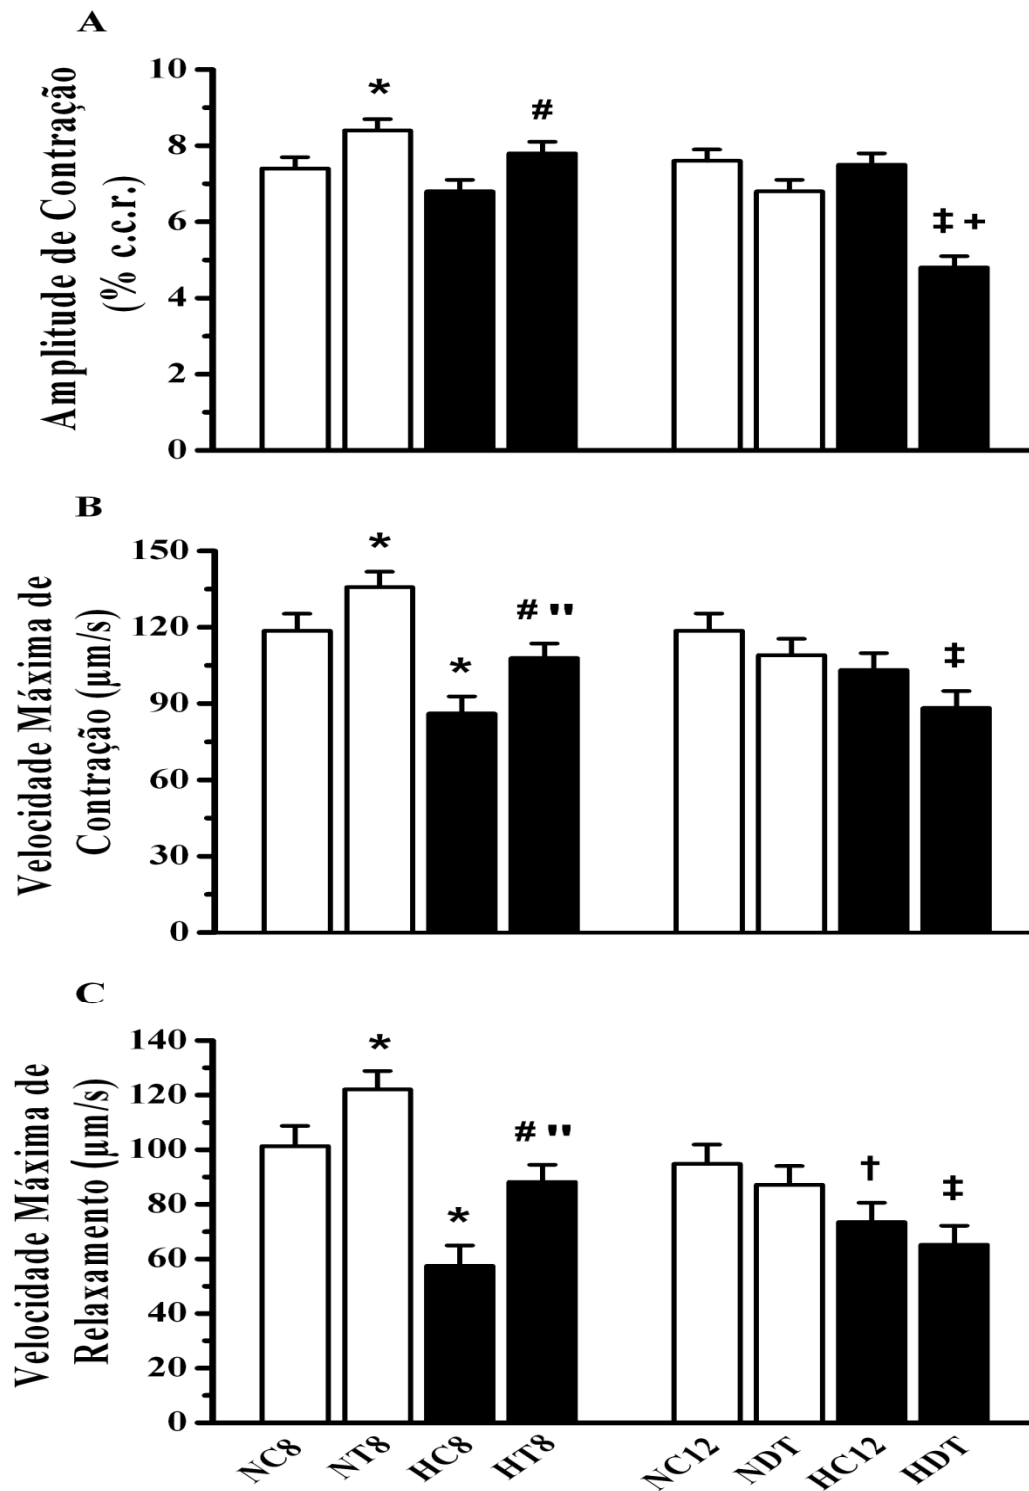 A
Amplitude de Contração
(% c.c.r.)
10
8
6
4
2
0
*
#
‡ +
B
Velocidade Máxima de
Contração (µm/s)
150
120
90
60
30
0
*
*
# "
‡
C
Velocidade Máxima de
Relaxamento (µm/s)
140
120
100
80
60
40
20
0
*
*
# "
†
‡
NC8
NT8
HC8
HT8
NC12
NDT
HC12
HDT